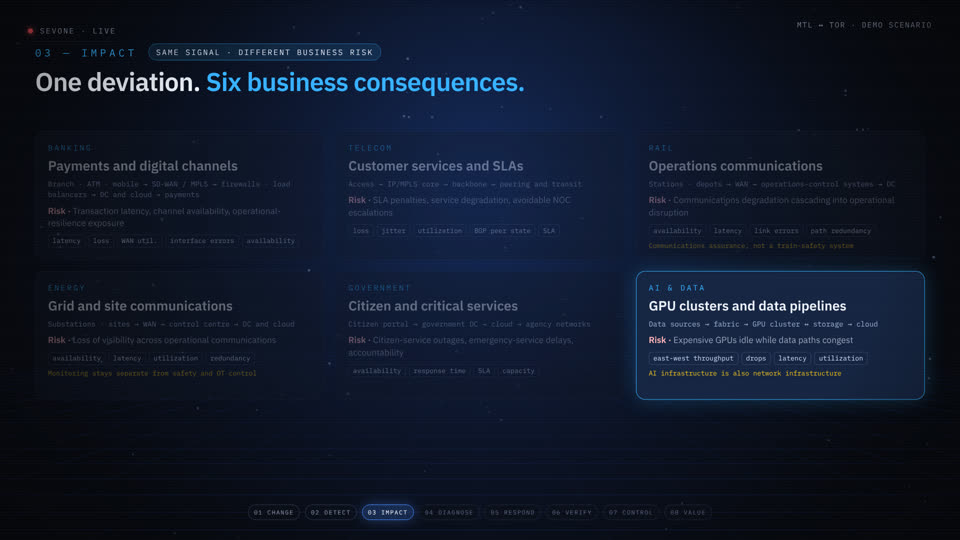 SEVONE · LIVE
MTL ↔ TOR · DEMO SCENARIO
03 — IMPACT
SAME SIGNAL · DIFFERENT BUSINESS RISK
One deviation. Six business consequences.
BANKING
Payments and digital channels
Branch · ATM · mobile → SD-WAN / MPLS → firewalls · load
balancers → DC and cloud → payments
Risk · Transaction latency, channel availability, operational-
resilience exposure
latency loss WAN util. interface errors availability
TELECOM
Customer services and SLAs
Access → IP/MPLS core → backbone → peering and transit
Risk · SLA penalties, service degradation, avoidable NOC
escalations
loss jitter utilization BGP peer state SLA
RAIL
Operations communications
Stations · depots → WAN → operations-control systems → DC
Risk · Communications degradation cascading into operational
disruption
availability latency link errors path redundancy
Communications assurance, not a train-safety system
ENERGY
Grid and site communications
Substations · sites → WAN → control centre → DC and cloud
Risk · Loss of visibility across operational communications
availability latency utilization redundancy
Monitoring stays separate from safety and OT control
GOVERNMENT
Citizen and critical services
Citizen portal → government DC → cloud → agency networks
Risk · Citizen-service outages, emergency-service delays,
accountability
availability response time SLA capacity
AI & DATA
GPU clusters and data pipelines
Data sources → fabric → GPU cluster ↔ storage → cloud
Risk · Expensive GPUs idle while data paths congest
east-west throughput drops latency utilization
AI infrastructure is also network infrastructure
01 CHANGE 02 DETECT 03 IMPACT 04 DIAGNOSE 05 RESPOND 06 VERIFY 07 CONTROL 08 VALUE